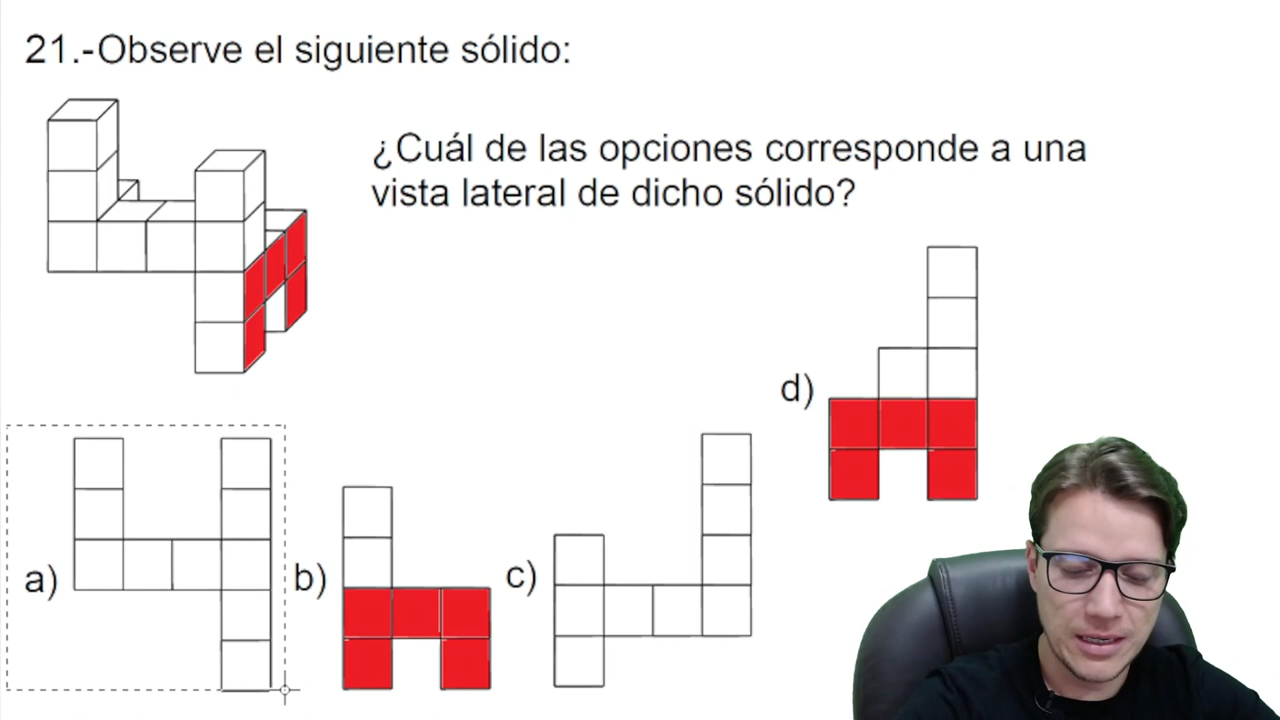 21.-Observe el siguiente sólido:
¿Cuál de las opciones corresponde a una
vista lateral de dicho sólido?
d)
a)
b)
c)